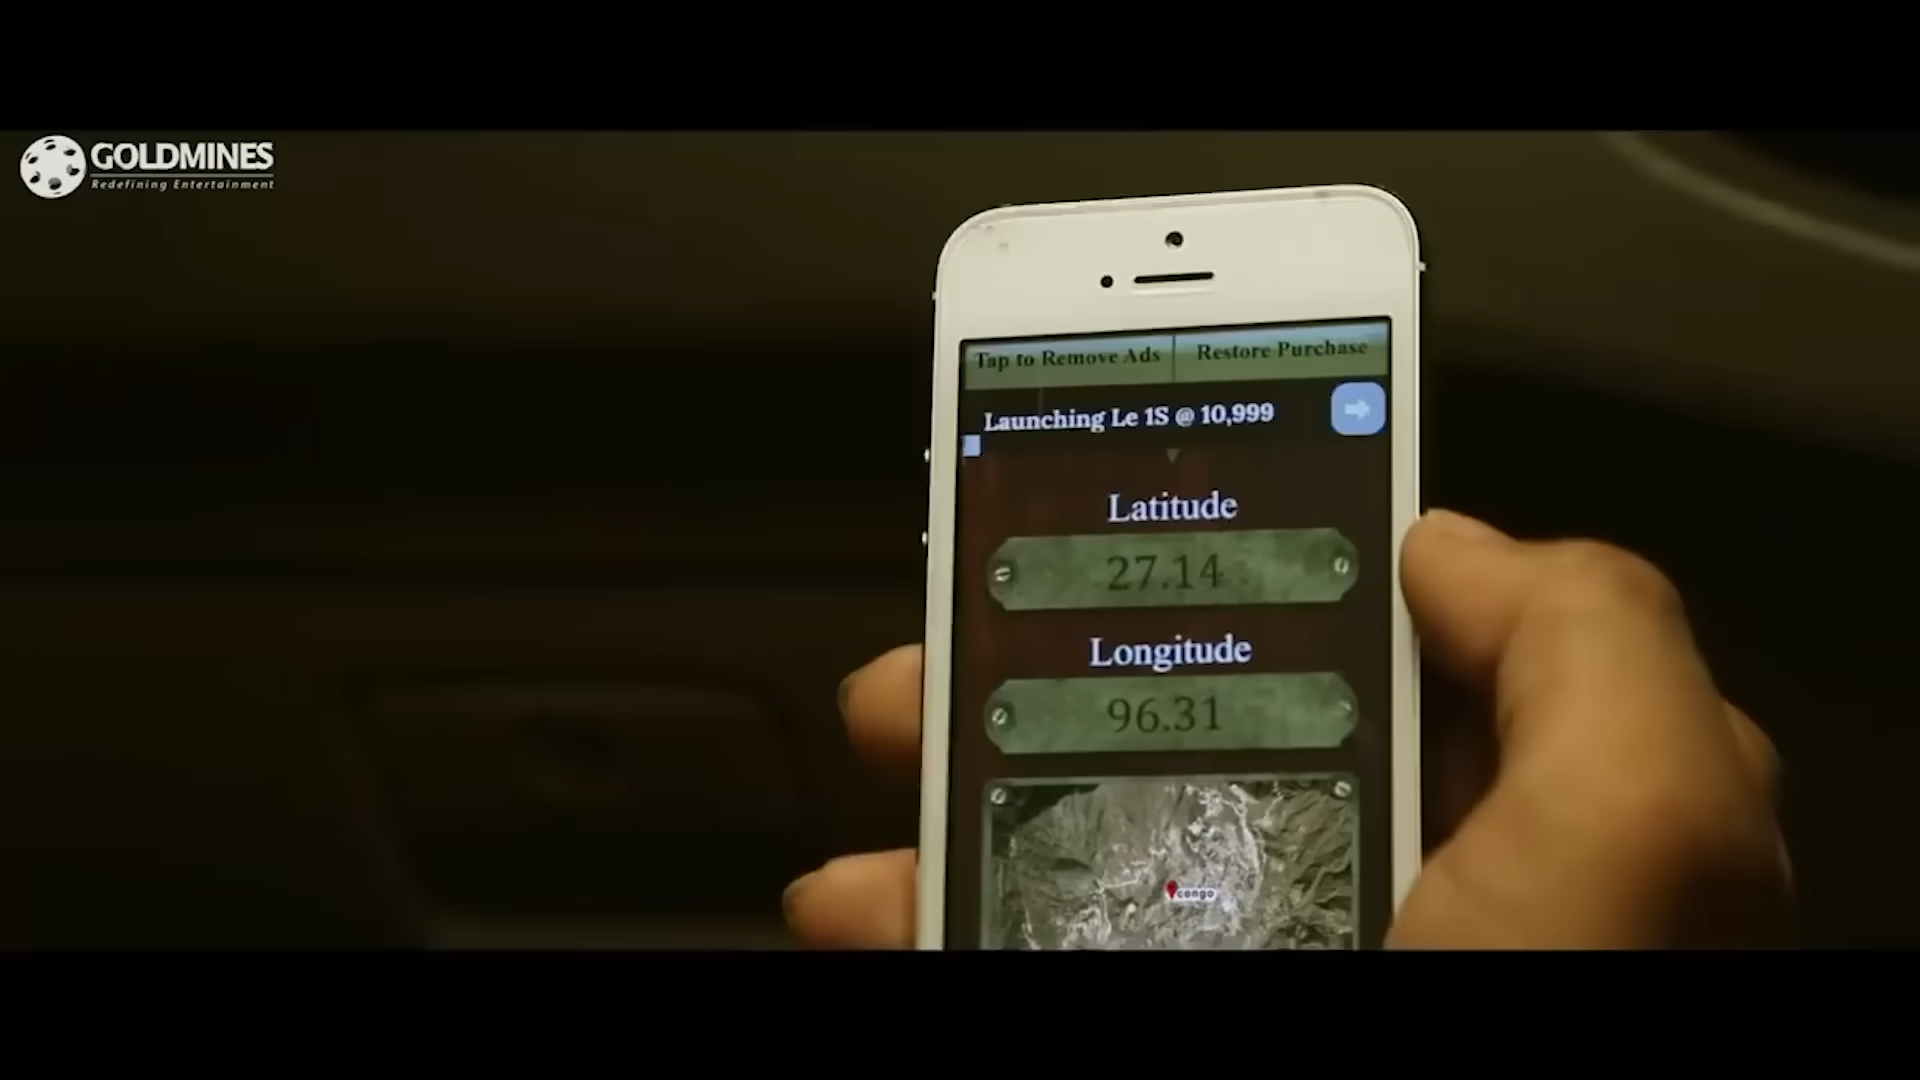 GOLDMINES
Redefining Entertainment
Tap to Remove Ads
Restore Purchase
Launching Le 1S @ 10,999
Latitude
27.14
Longitude
96.31
congo